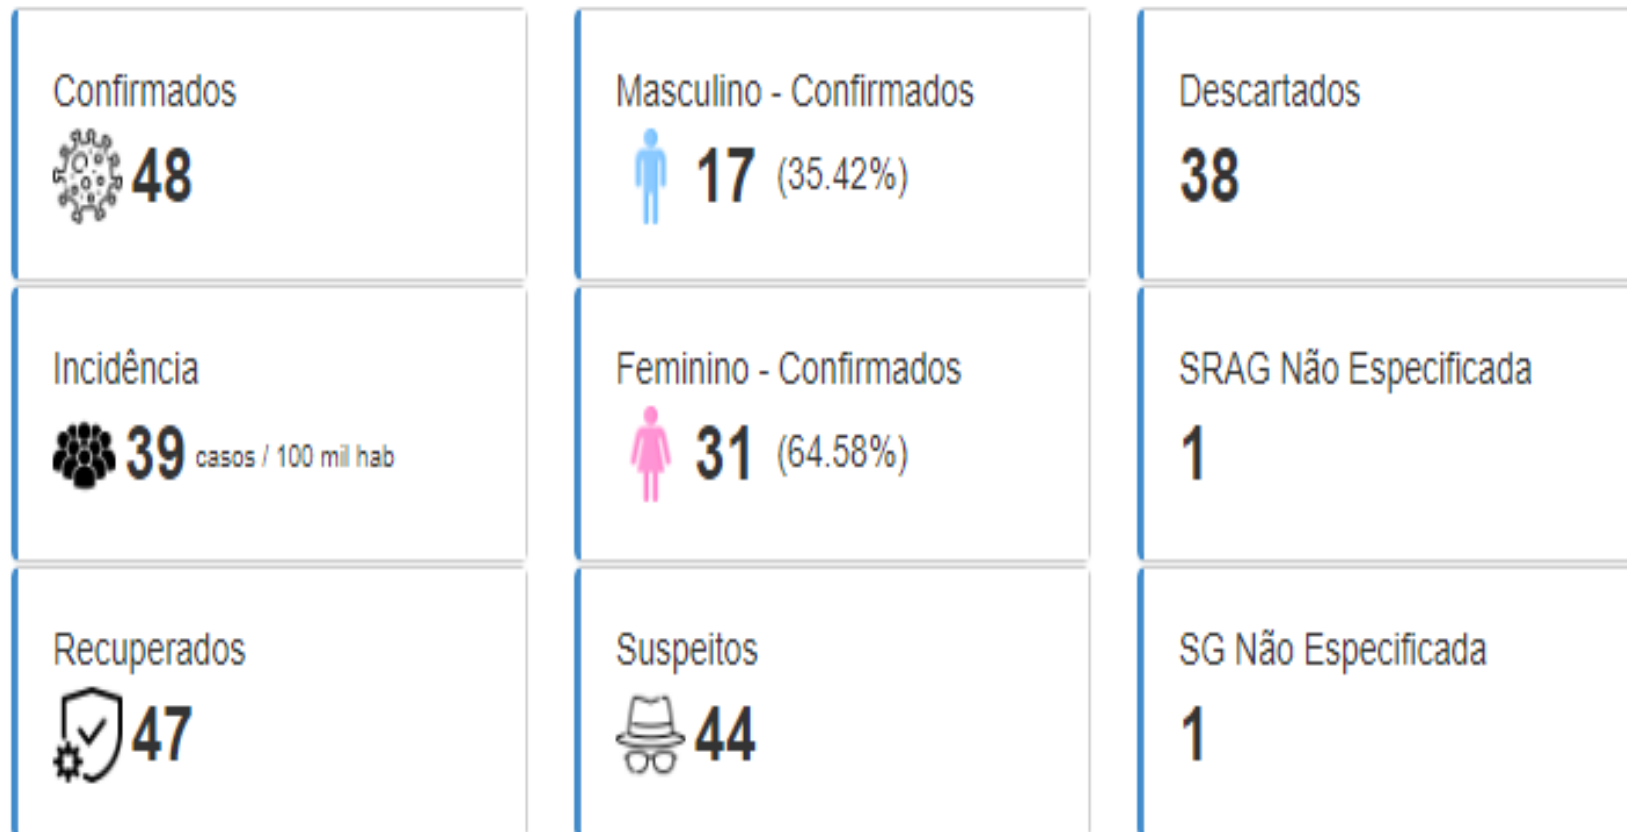 Confirmados
48
Masculino - Confirmados
17 (35.42%)
Descartados
38
Incidência
39 casos / 100 mil hab
Feminino - Confirmados
31 (64.58%)
SRAG Não Especificada
1
Recuperados
47
Suspeitos
44
SG Não Especificada
1